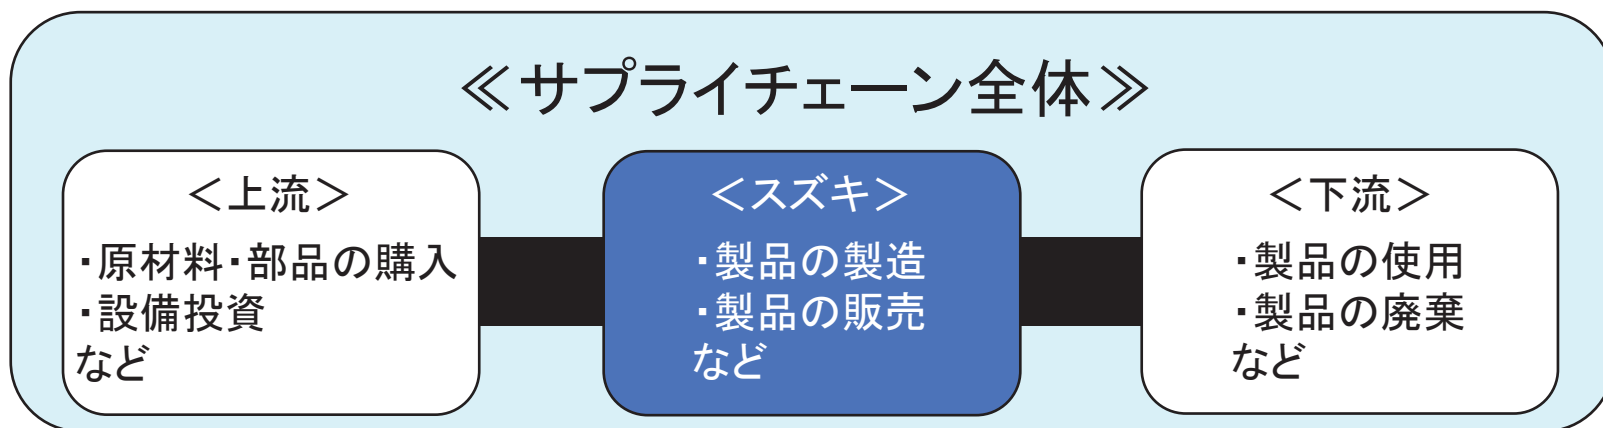 ≪サプライチェーン全体≫
＜上流＞
・原材料・部品の購入
・設備投資
など
＜スズキ＞
・製品の製造
・製品の販売
など
＜下流＞
・製品の使用
・製品の廃棄
など